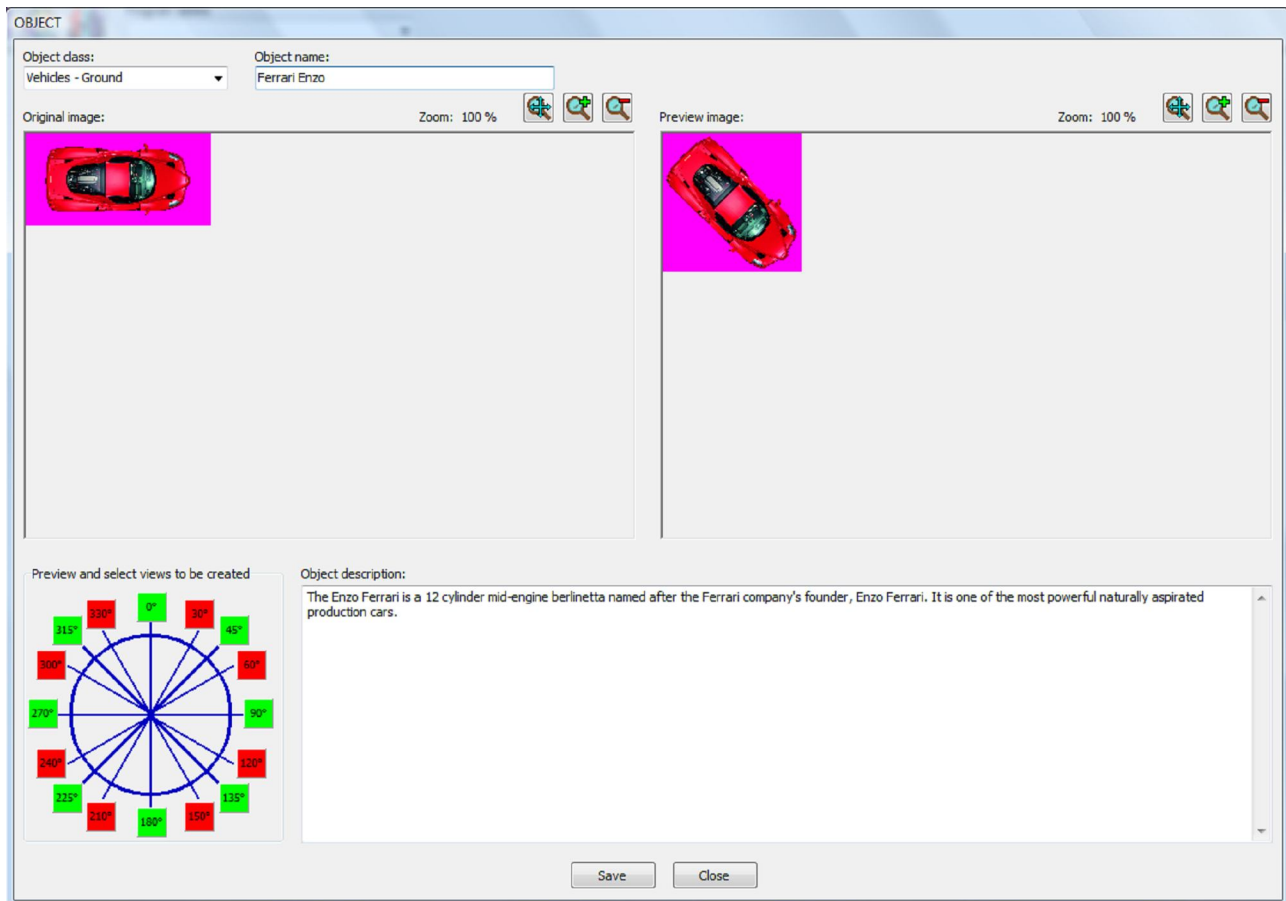 OBJECT
Object class:
Object name:
Vehicles - Ground
Ferrari Enzo
Original image:
Zoom: 100 %
Preview image:
Zoom: 100 %
Preview and select views to be created
0°
30°
45°
60°
90°
120°
135°
150°
180°
210°
225°
240°
270°
300°
315°
330°
Object description:
The Enzo Ferrari is a 12 cylinder mid-engine berlinetta named after the Ferrari company's founder, Enzo Ferrari. It is one of the most powerful naturally aspirated
production cars.
Save
Close